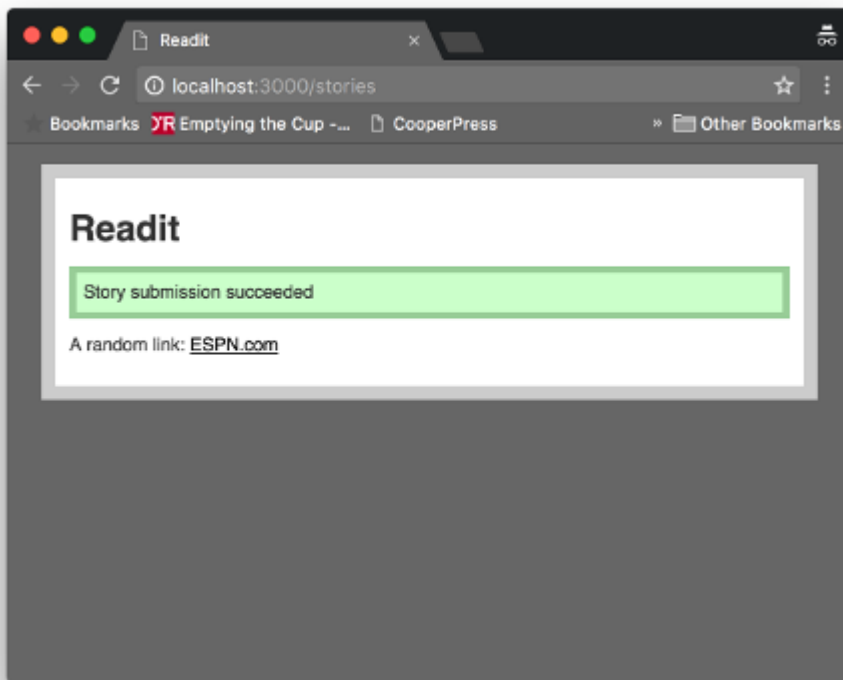 Readit
localhost:3000/stories
Bookmarks Emptying the Cup -... CooperPress » Other Bookmarks
Readit
Story submission succeeded
A random link: ESPN.com